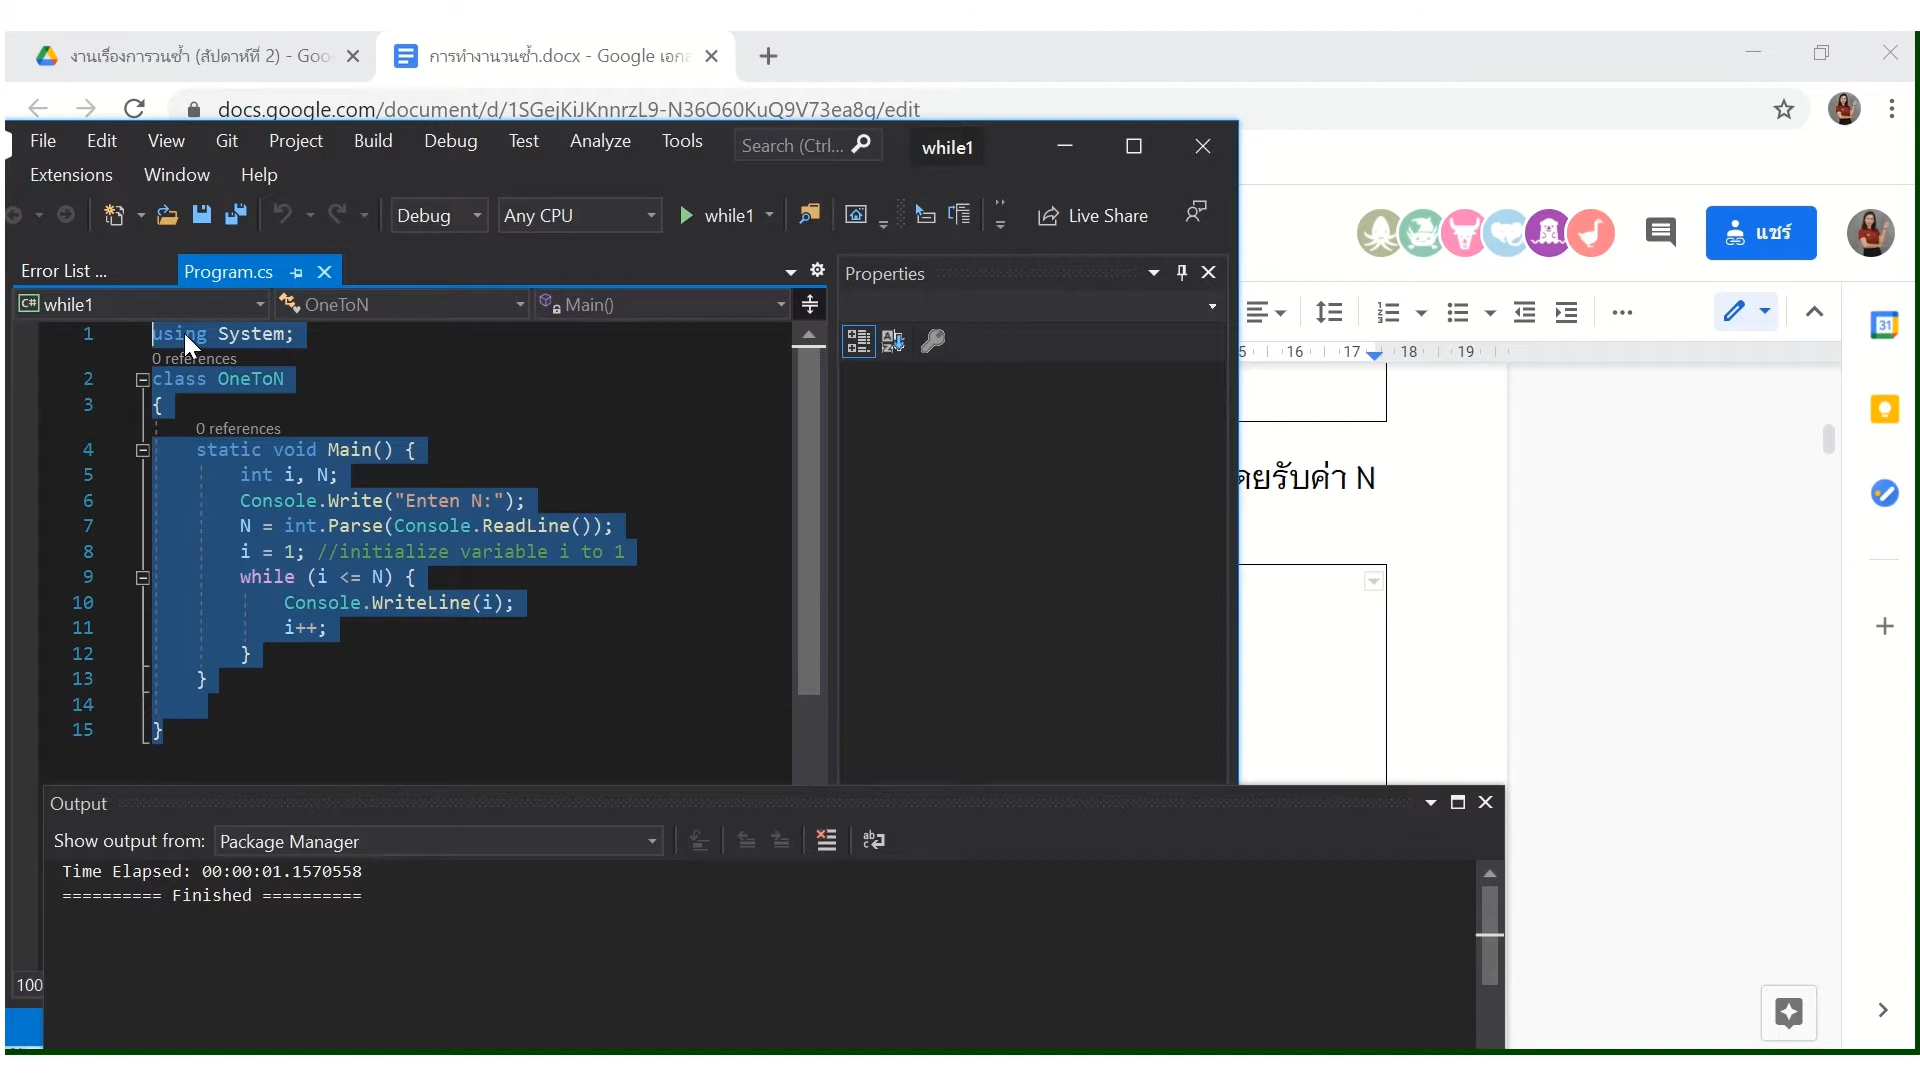 งานเรื่องการวนซ้ำ (สัปดาห์ที่ 2) - Goo
การทำงานวนซ้ำ.docx - Google เอกส
docs.google.com/document/d/1SGejKiJKnnrzL9-N36O60KuQ9V73ea8g/edit
File Edit View Git Project Build Debug Test Analyze Tools Search (Ctrl... while1
Extensions Window Help
Debug Any CPU while1 Live Share
แชร์
Error List ... Program.cs
Properties
C# while1 OneToN Main()
15 16 17 18 19
31
1 using System;
0 references
2 class OneToN
3 {
0 references
4 static void Main() {
5 int i, N;
6 Console.Write("Enten N:");
7 N = int.Parse(Console.ReadLine());
8 i = 1; //initialize variable i to 1
9 while (i <= N) {
10 Console.WriteLine(i);
11 i++;
12 }
13 }
14
15 }
ดยรับค่า N
Output
Show output from: Package Manager
Time Elapsed: 00:00:01.1570558
========== Finished ==========
100